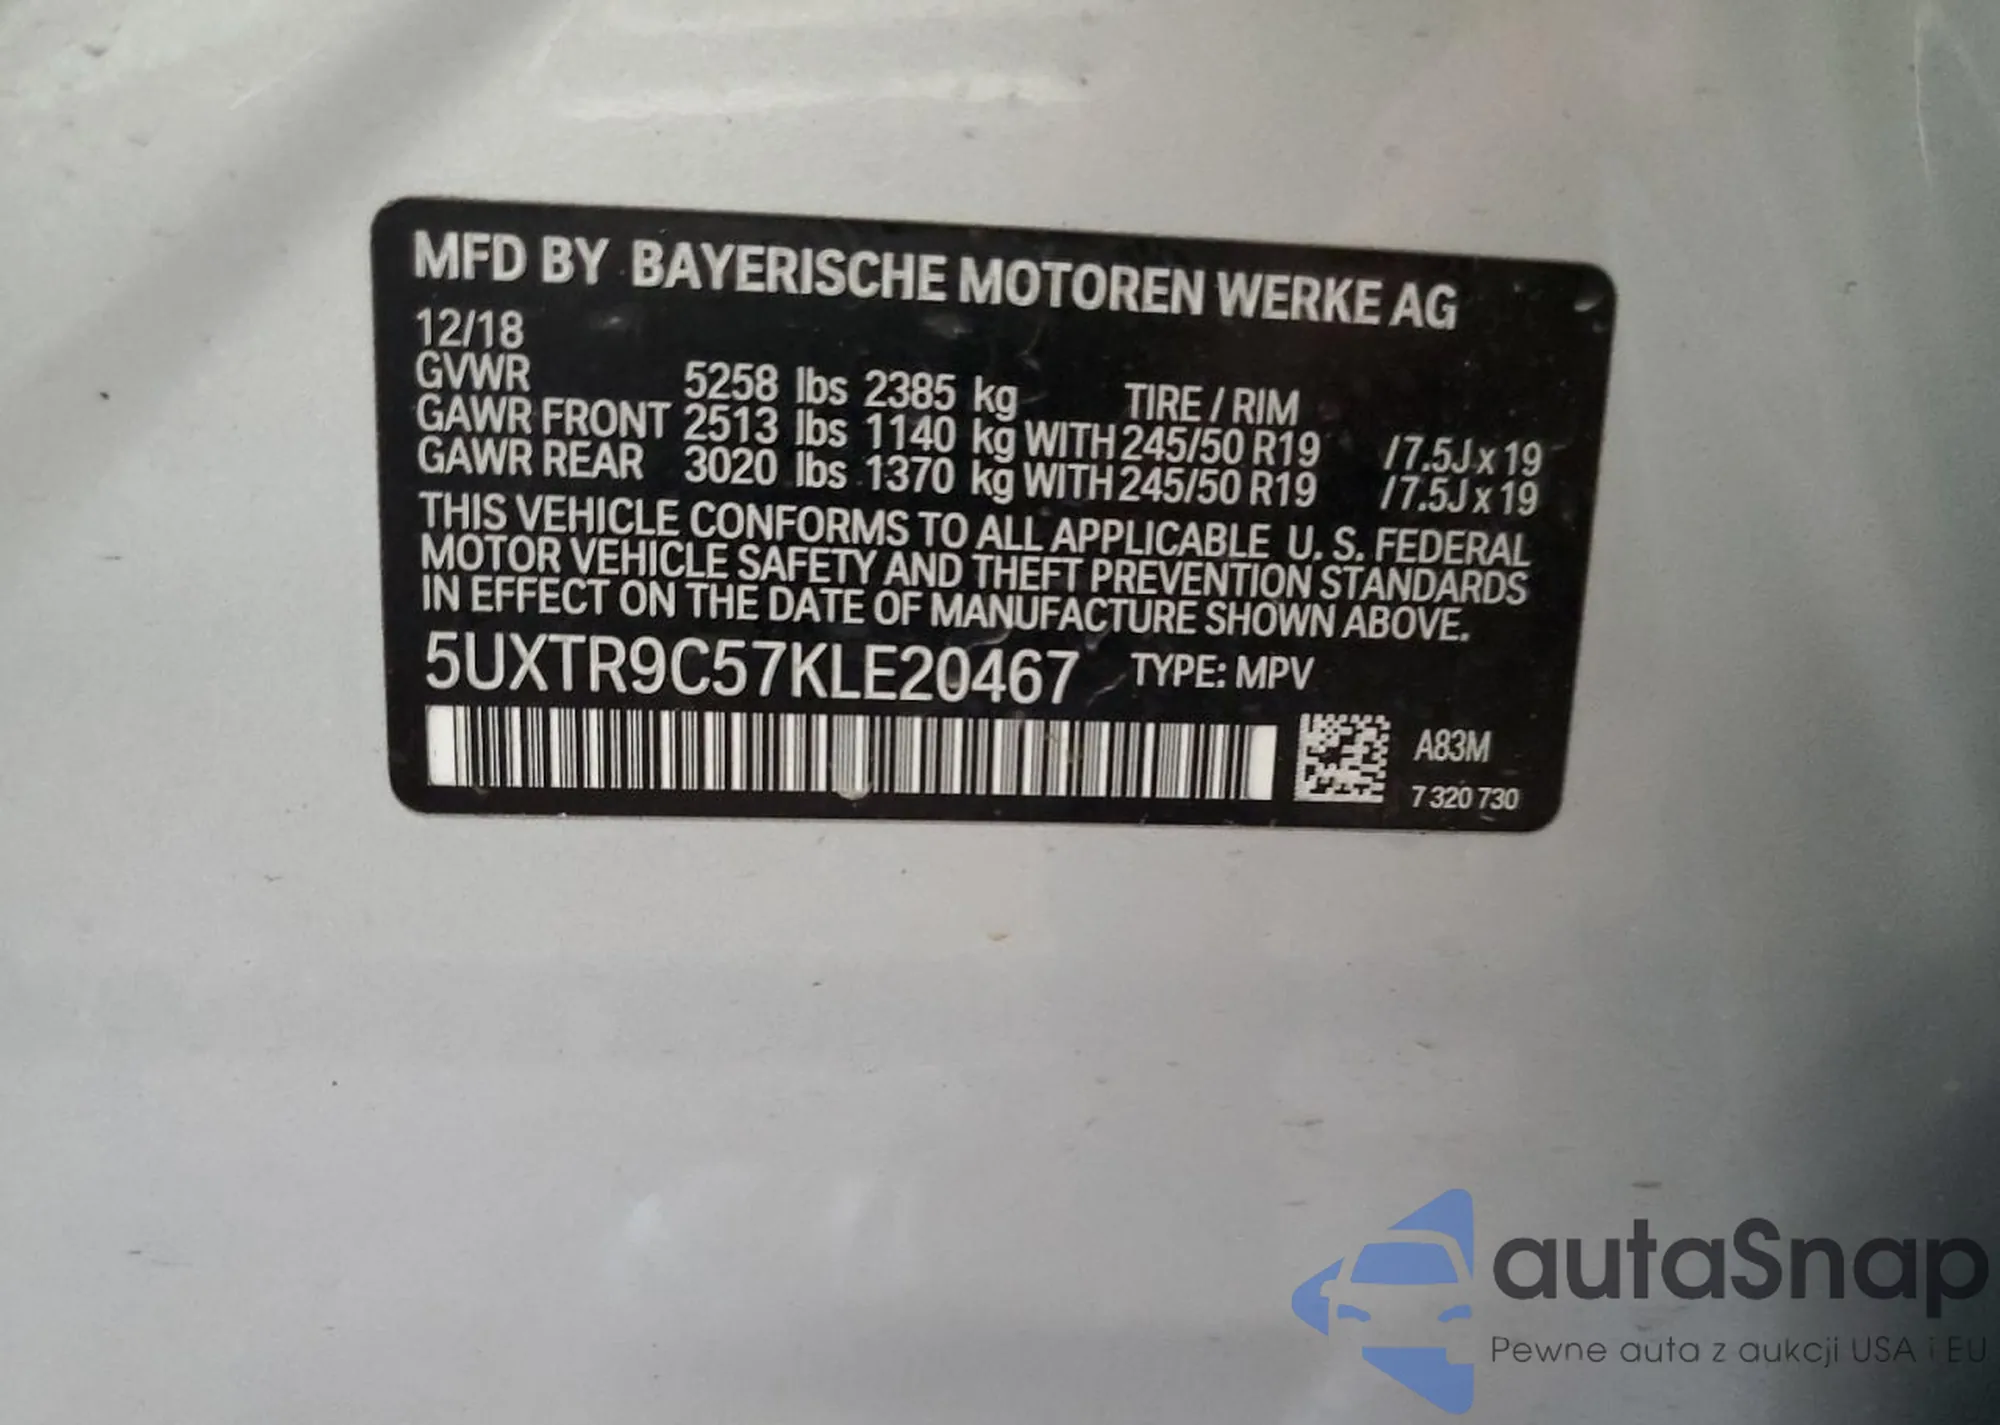 MFD BY BAYERISCHE MOTOREN WERKE AG
12/18
GVWR 5258 lbs 2385 kg TIRE / RIM
GAWR FRONT 2513 lbs 1140 kg WITH 245/50 R19 /7.5J x 19
GAWR REAR 3020 lbs 1370 kg WITH 245/50 R19 /7.5J x 19
THIS VEHICLE CONFORMS TO ALL APPLICABLE U. S. FEDERAL
MOTOR VEHICLE SAFETY AND THEFT PREVENTION STANDARDS
IN EFFECT ON THE DATE OF MANUFACTURE SHOWN ABOVE.
5UXTR9C57KLE20467 TYPE: MPV
A83M
7 320 730
autaSnap
Pewne auta z aukcji USA i EU